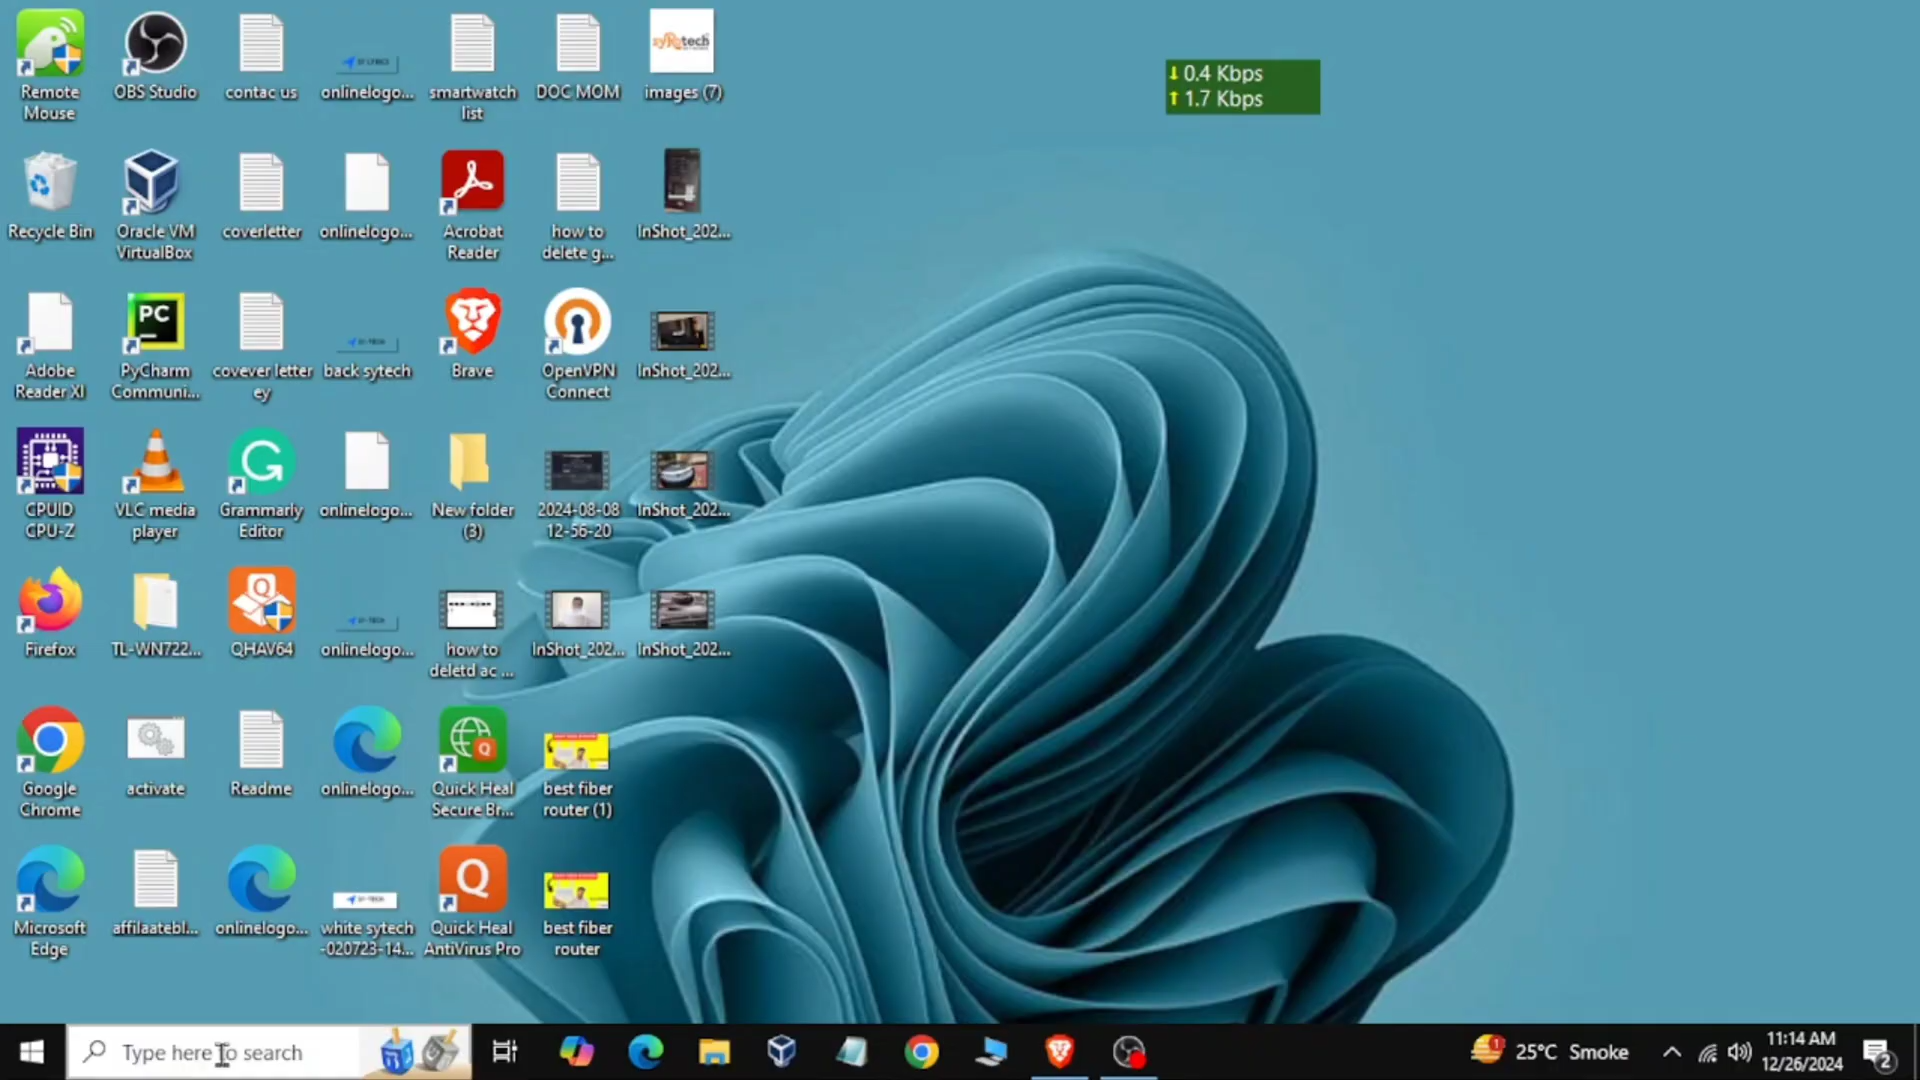 Remote
Mouse
OBS Studio
contac us
onlinelogo...
smartwatch
list
DOC MOM
images (7)
↓ 0.4 Kbps
↑ 1.7 Kbps
Recycle Bin
Oracle VM
VirtualBox
coverletter
onlinelogo...
Acrobat
Reader
how to
delete g...
InShot_202...
PC
Adobe
Reader XI
PyCharm
Communi...
covever letter
ey
back sytech
Brave
OpenVPN
Connect
InShot_202...
CPUID
CPU-Z
VLC media
player
Grammarly
Editor
onlinelogo...
New folder
(3)
2024-08-08
12-56-20
InShot_202...
Firefox
TL-WN722...
QHAV64
onlinelogo...
how to
deletd ac ...
InShot_202...
InShot_202...
Google
Chrome
activate
Readme
onlinelogo...
Quick Heal
Secure Br...
best fiber
router (1)
Microsoft
Edge
affilaatebl...
onlinelogo...
white sytech
-020723-14...
Quick Heal
AntiVirus Pro
best fiber
router
Type here to search
1
25°C Smoke
11:14 AM
12/26/2024
2